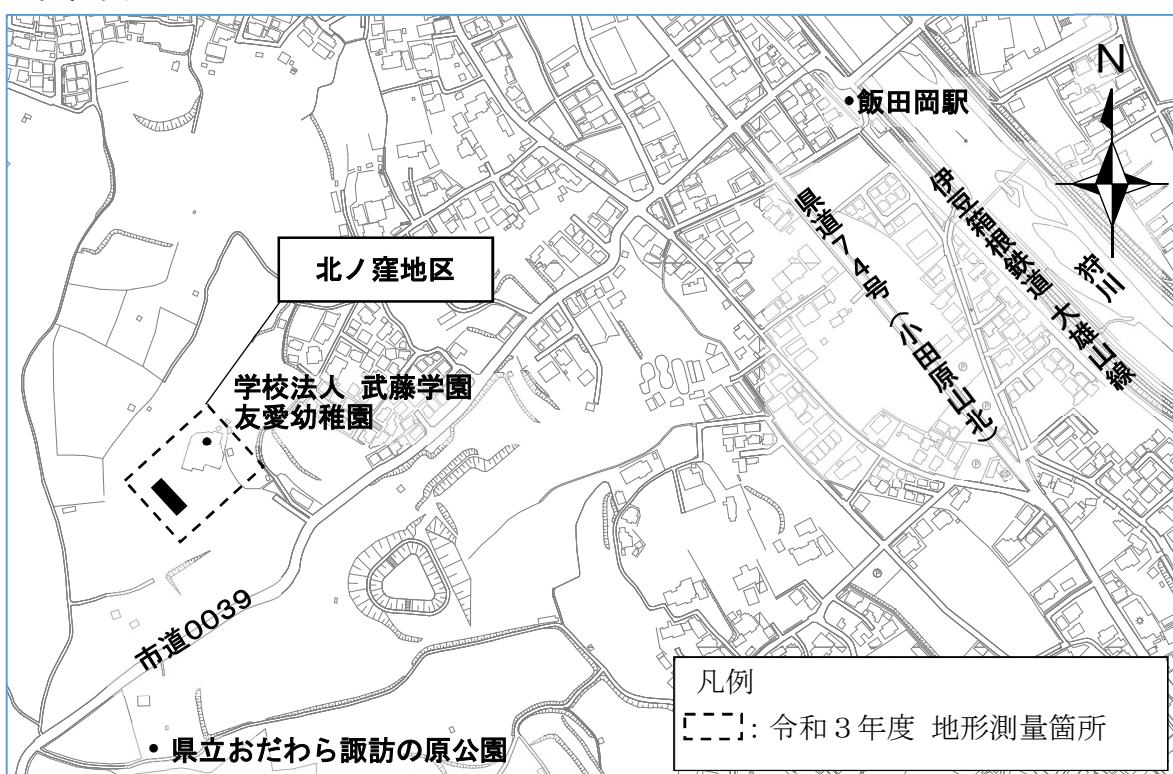 N
飯田岡駅
伊豆箱根鉄道 大雄山線
狩川
県道74号(小田原山北)
北ノ窪地区
学校法人 武藤学園
友愛幼稚園
市道0039
県立おだわら諏訪の原公園
凡例
: 令和3年度 地形測量箇所